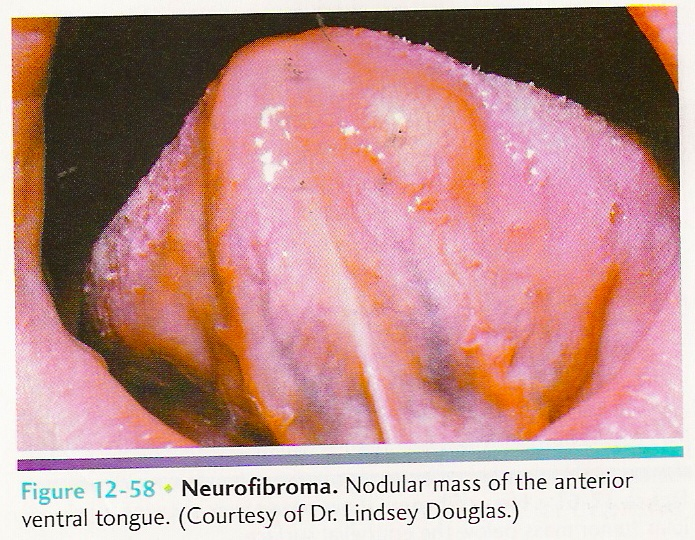 Figure 12-58 • Neurofibroma. Nodular mass of the anterior
ventral tongue. (Courtesy of Dr. Lindsey Douglas.)